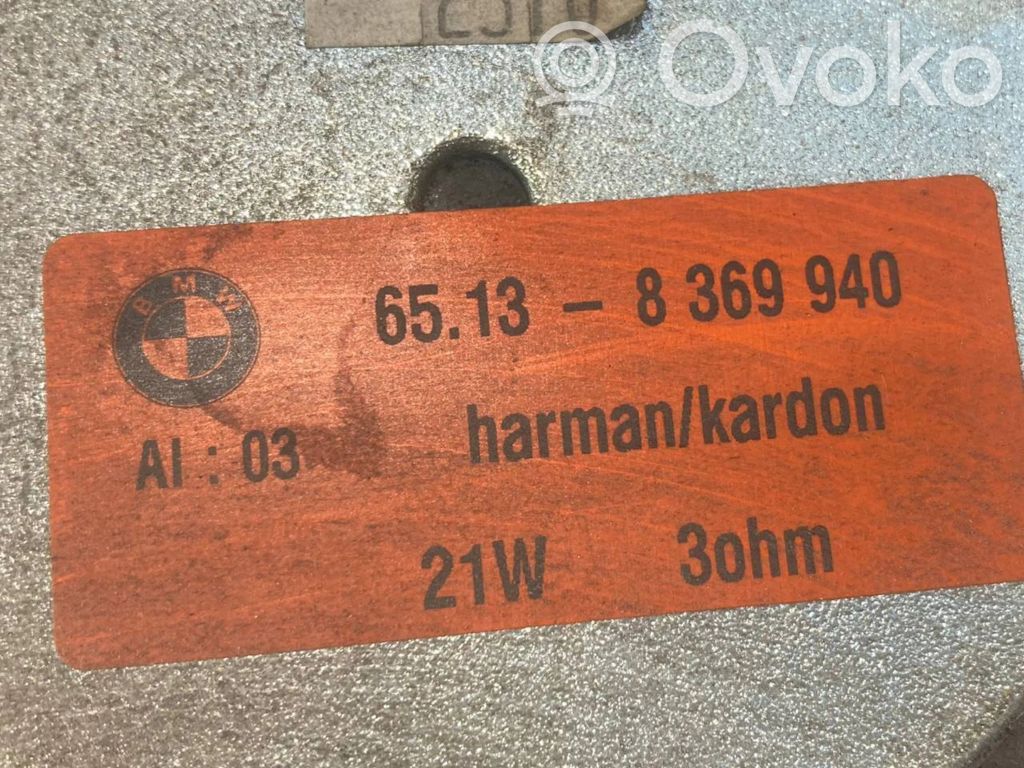 Ovoko
BMW
65.13 - 8 369 940
AI : 03
harman/kardon
21W 3ohm